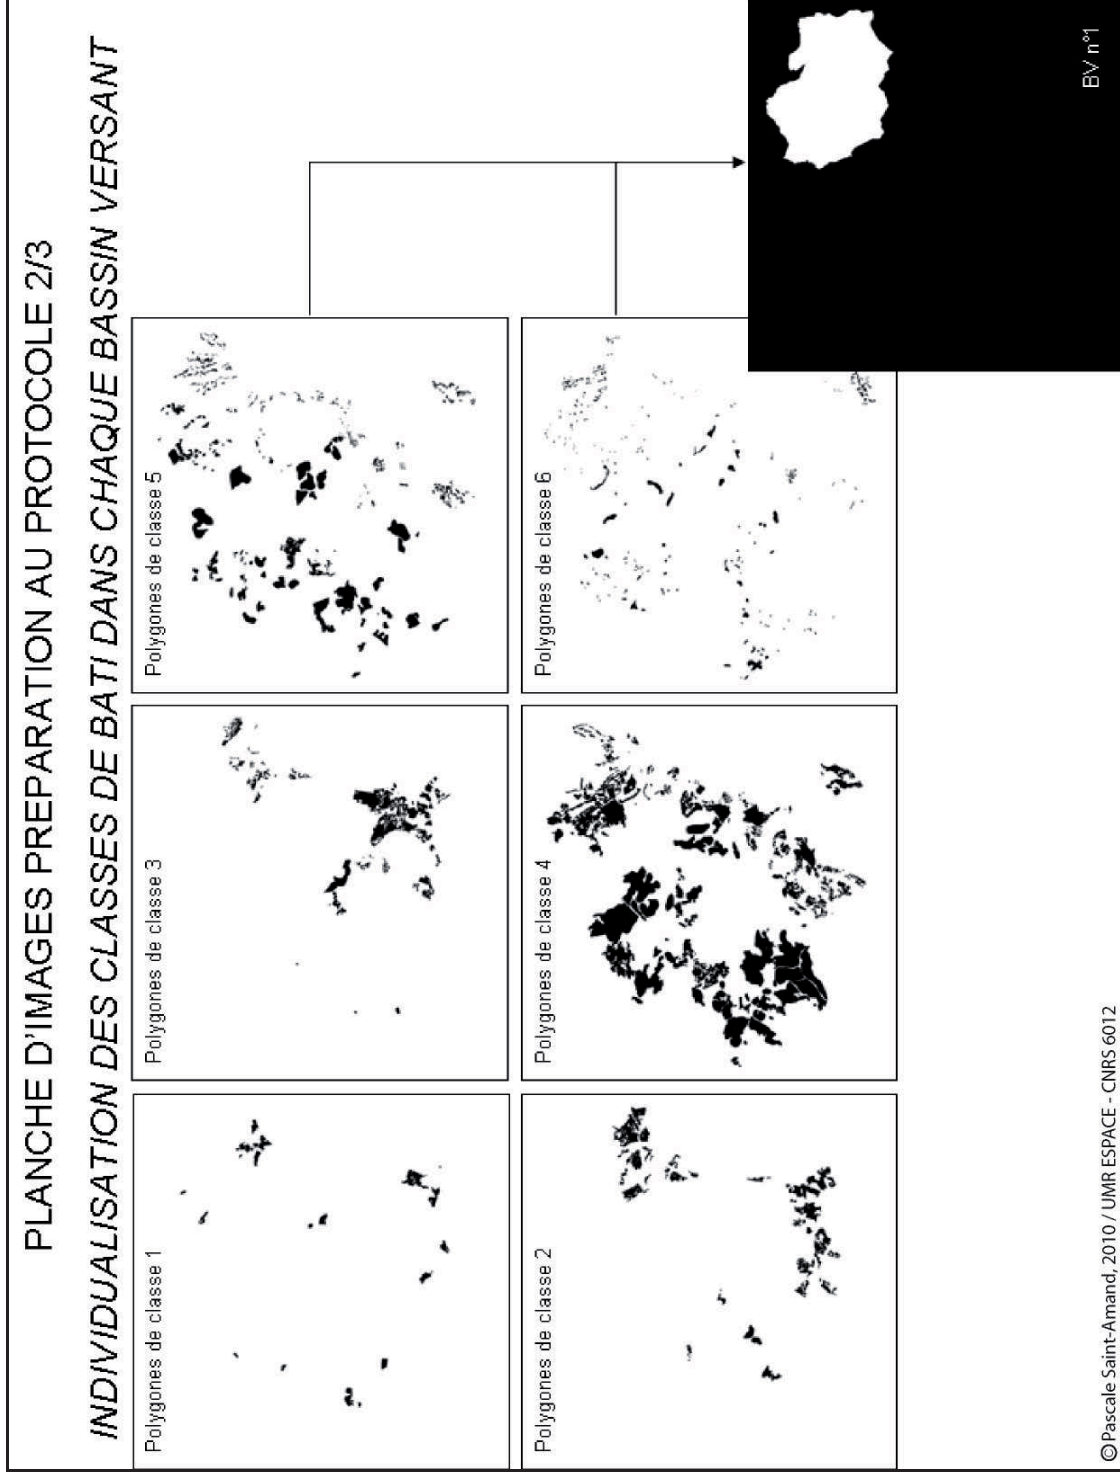 PLANCHE D'IMAGES PREPARATION AU PROTOCOLE 2/3
INDIVIDUALISATION DES CLASSES DE BATI DANS CHAQUE BASSIN VERSANT
Polygones de classe 1
Polygones de classe 3
Polygones de classe 5
Polygones de classe 2
Polygones de classe 4
Polygones de classe 6
BV n°1
©Pascale Saint-Amand, 2010 / UMR ESPACE - CNRS 6012